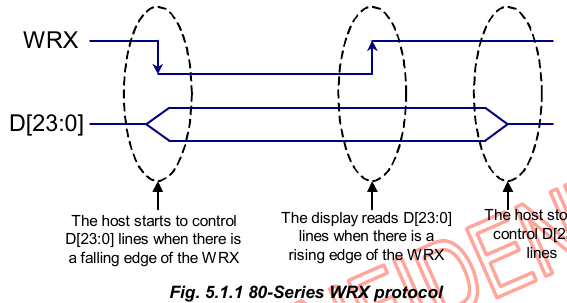 WRX
D[23:0]
The host starts to control
D[23:0] lines when there is
a falling edge of the WRX
The display reads D[23:0]
lines when there is a
rising edge of the WRX
The host sto
control D[2
lines
Fig. 5.1.1 80-Series WRX protocol